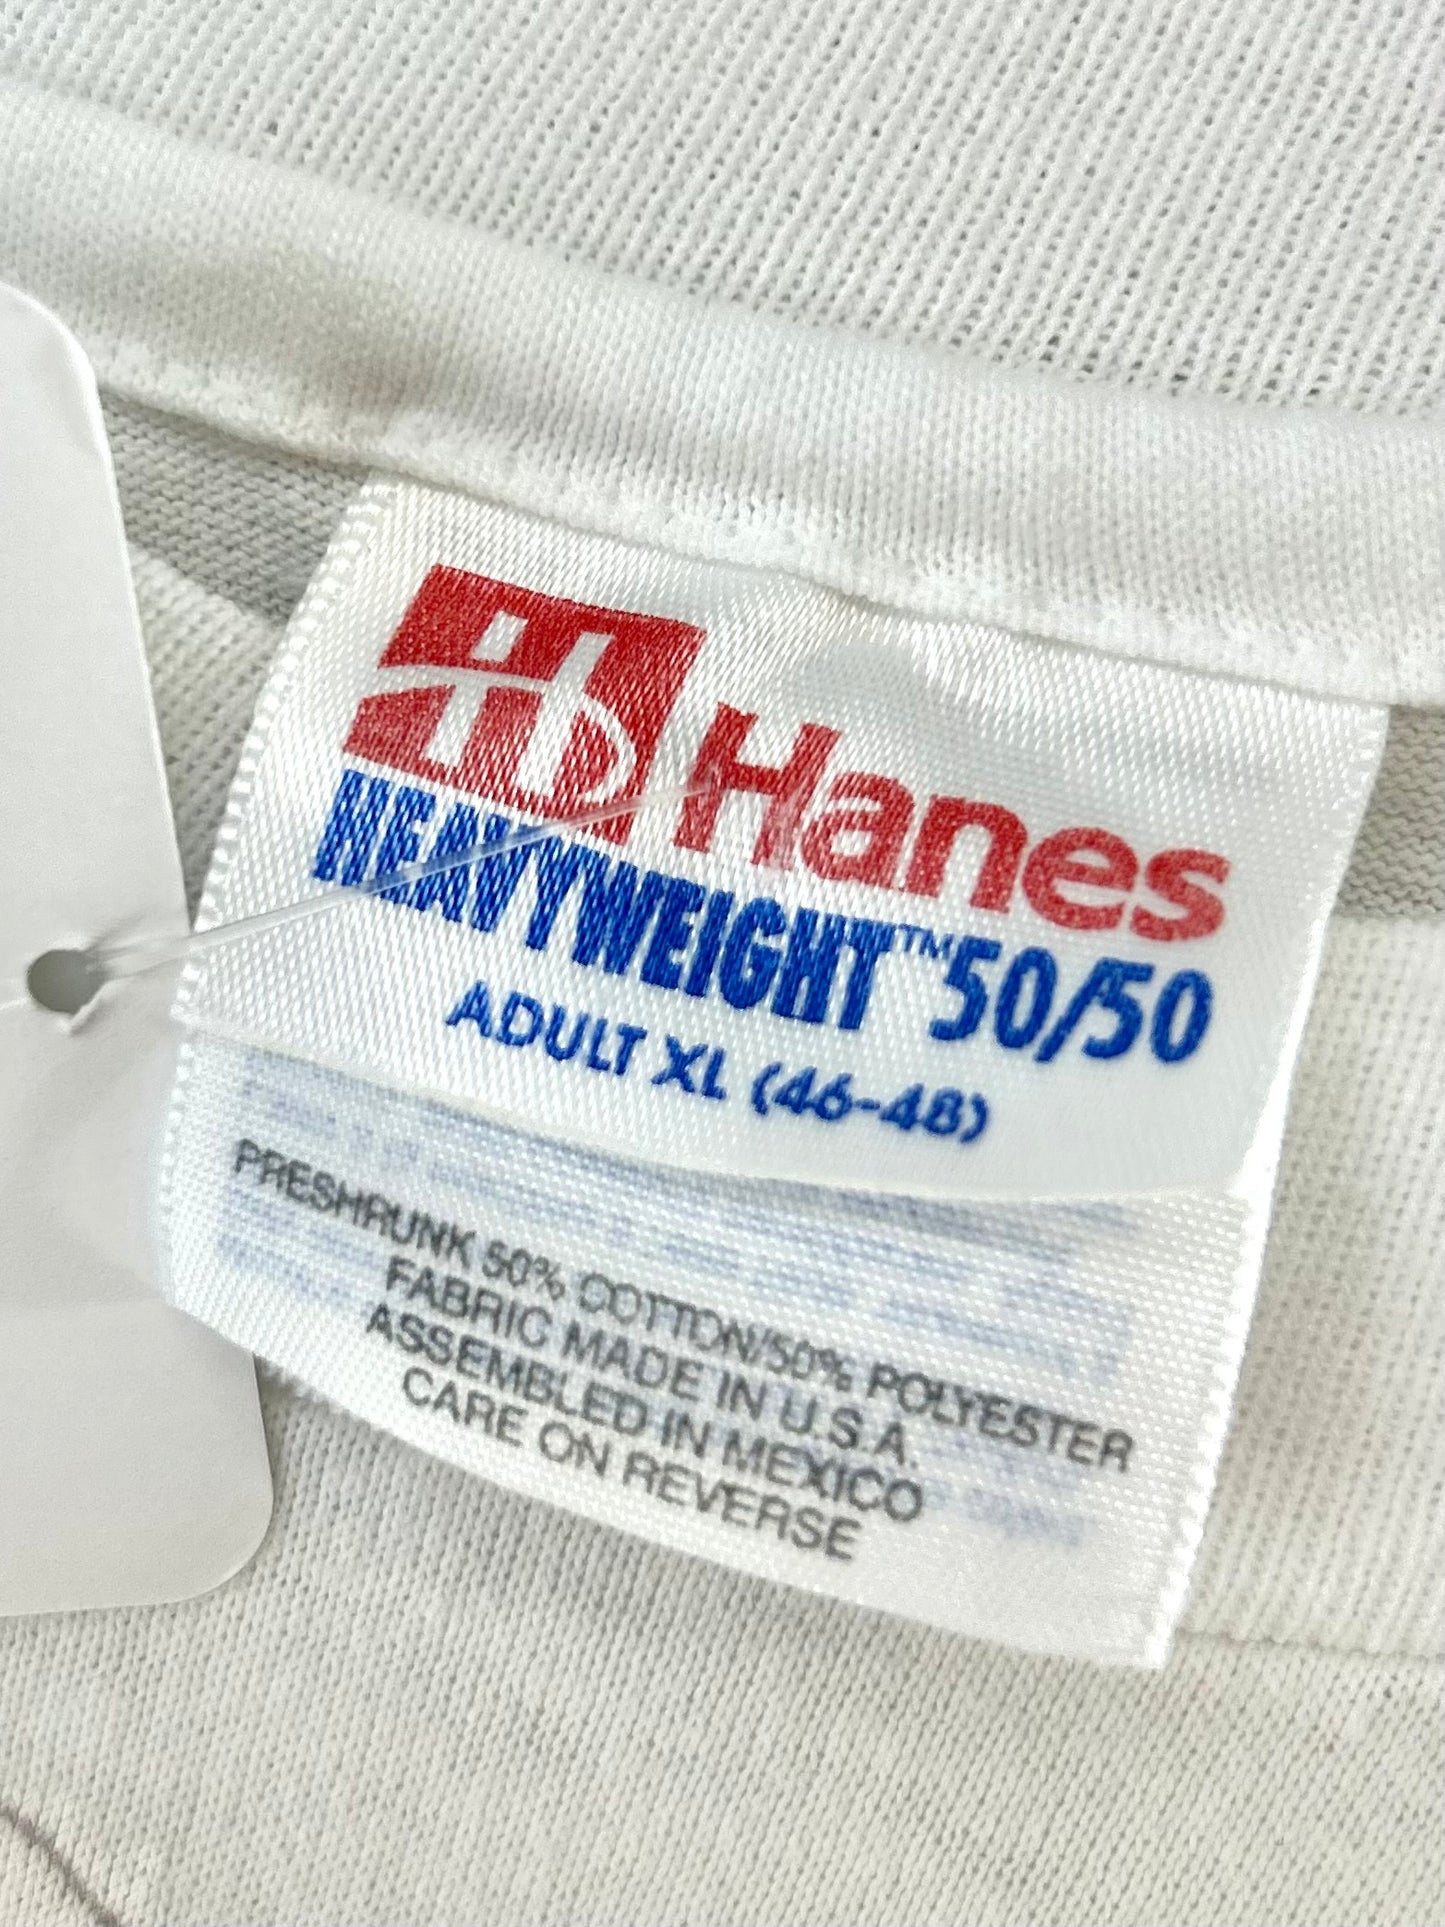 H Hanes
HEAVYWEIGHT™ 50/50
ADULT XL (46-48)
PRESHRUNK 50% COTTON/50% POLYESTER
FABRIC MADE IN U.S.A.
ASSEMBLED IN MEXICO
CARE ON REVERSE